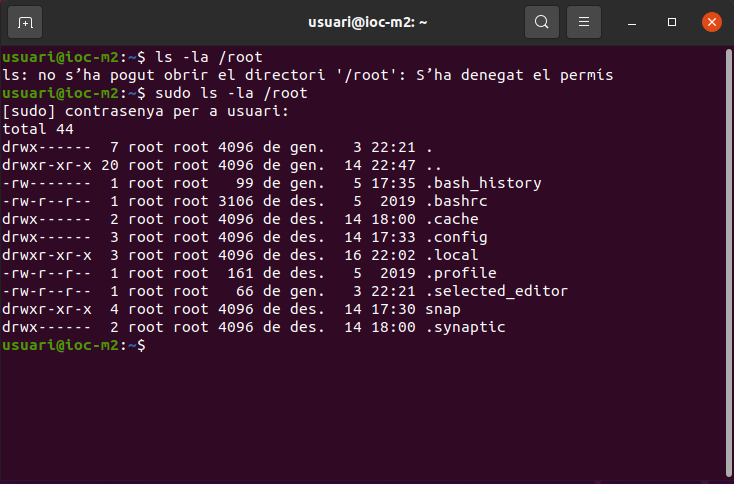 usuari@ioc-m2: ~
usuari@ioc-m2:~$ ls -la /root
ls: no s’ha pogut obrir el directori '/root': S’ha denegat el permís
usuari@ioc-m2:~$ sudo ls -la /root
[sudo] contrasenya per a usuari:
total 44
drwx------  7 root root 4096 de gen.   3 22:21 .
drwxr-xr-x 20 root root 4096 de gen.  14 22:47 ..
-rw-------  1 root root   99 de gen.   5 17:35 .bash_history
-rw-r--r--  1 root root 3106 de des.   5  2019 .bashrc
drwx------  2 root root 4096 de des.  14 18:00 .cache
drwx------  3 root root 4096 de des.  14 17:33 .config
drwxr-xr-x  3 root root 4096 de des.  16 22:02 .local
-rw-r--r--  1 root root  161 de des.   5  2019 .profile
-rw-r--r--  1 root root   66 de gen.   3 22:21 .selected_editor
drwxr-xr-x  4 root root 4096 de des.  14 17:30 snap
drwx------  2 root root 4096 de des.  14 18:00 .synaptic
usuari@ioc-m2:~$